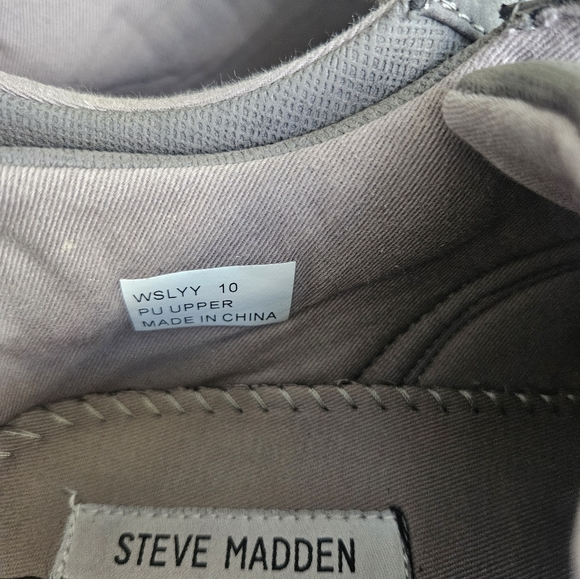 WSLYY 10
PU UPPER
MADE IN CHINA
STEVE MADDEN